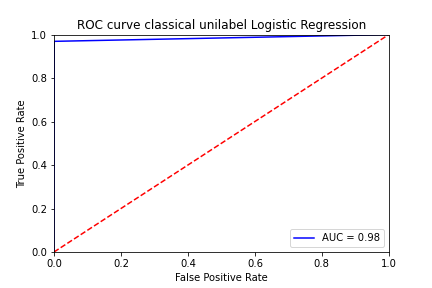 ROC curve classical unilabel Logistic Regression
1.0
0.8
0.6
0.4
0.2
0.0
True Positive Rate
AUC = 0.98
0.0 0.2 0.4 0.6 0.8 1.0
False Positive Rate